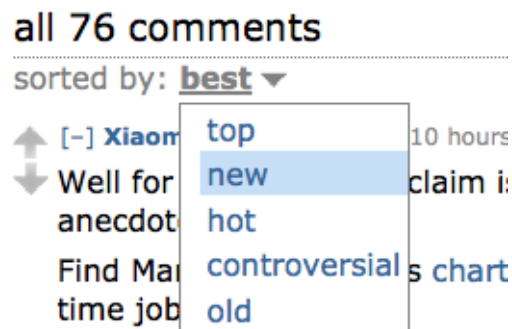 all 76 comments
sorted by: best
[–] Xiaom 10 hours
top
new
hot
controversial
old
Well for claim is
anecdot
Find Mar s chart
time job